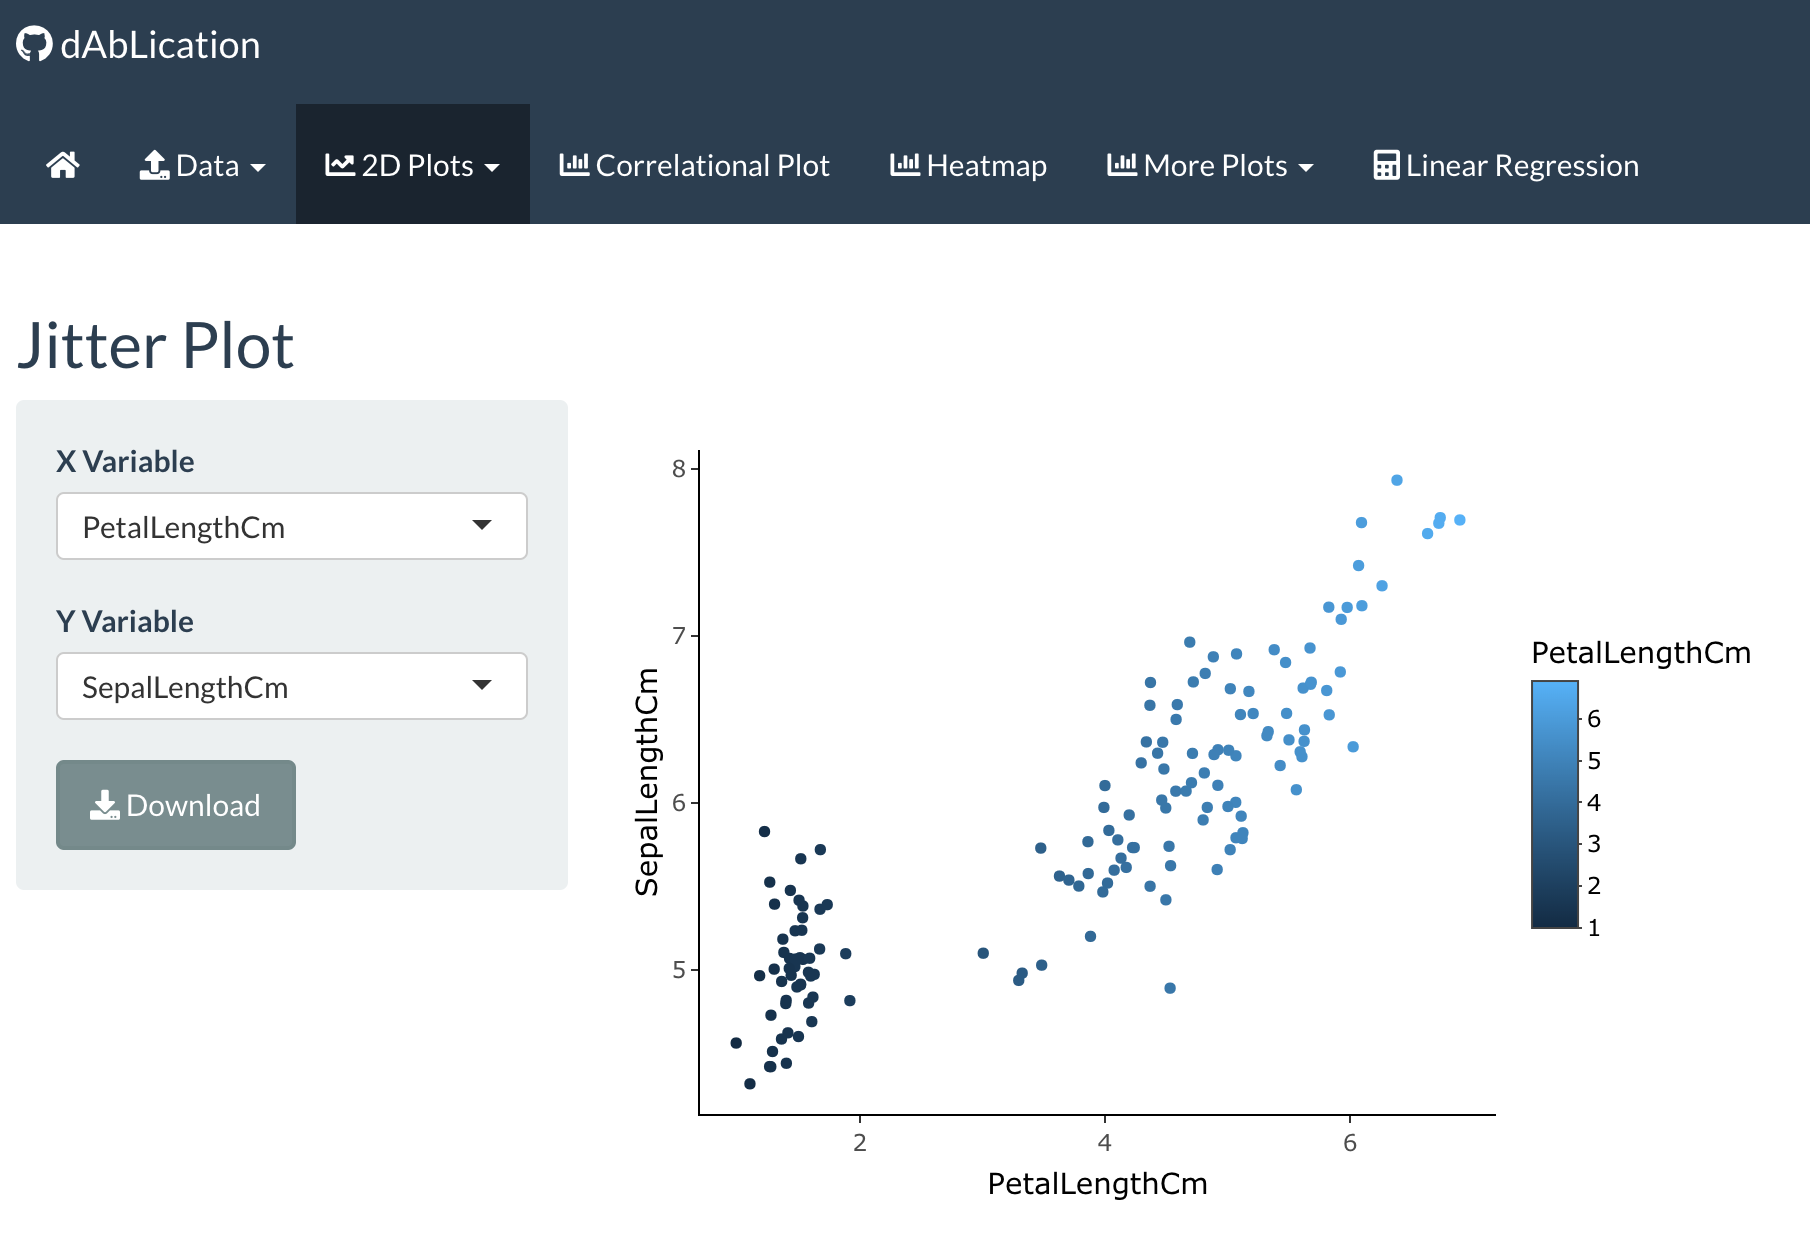 dAbLication
Data 2D Plots Correlational Plot Heatmap More Plots Linear Regression
Jitter Plot
X Variable
PetalLengthCm
Y Variable
SepalLengthCm
Download
8
7
6
5
SepalLengthCm
2 4 6
PetalLengthCm
PetalLengthCm
6
5
4
3
2
1